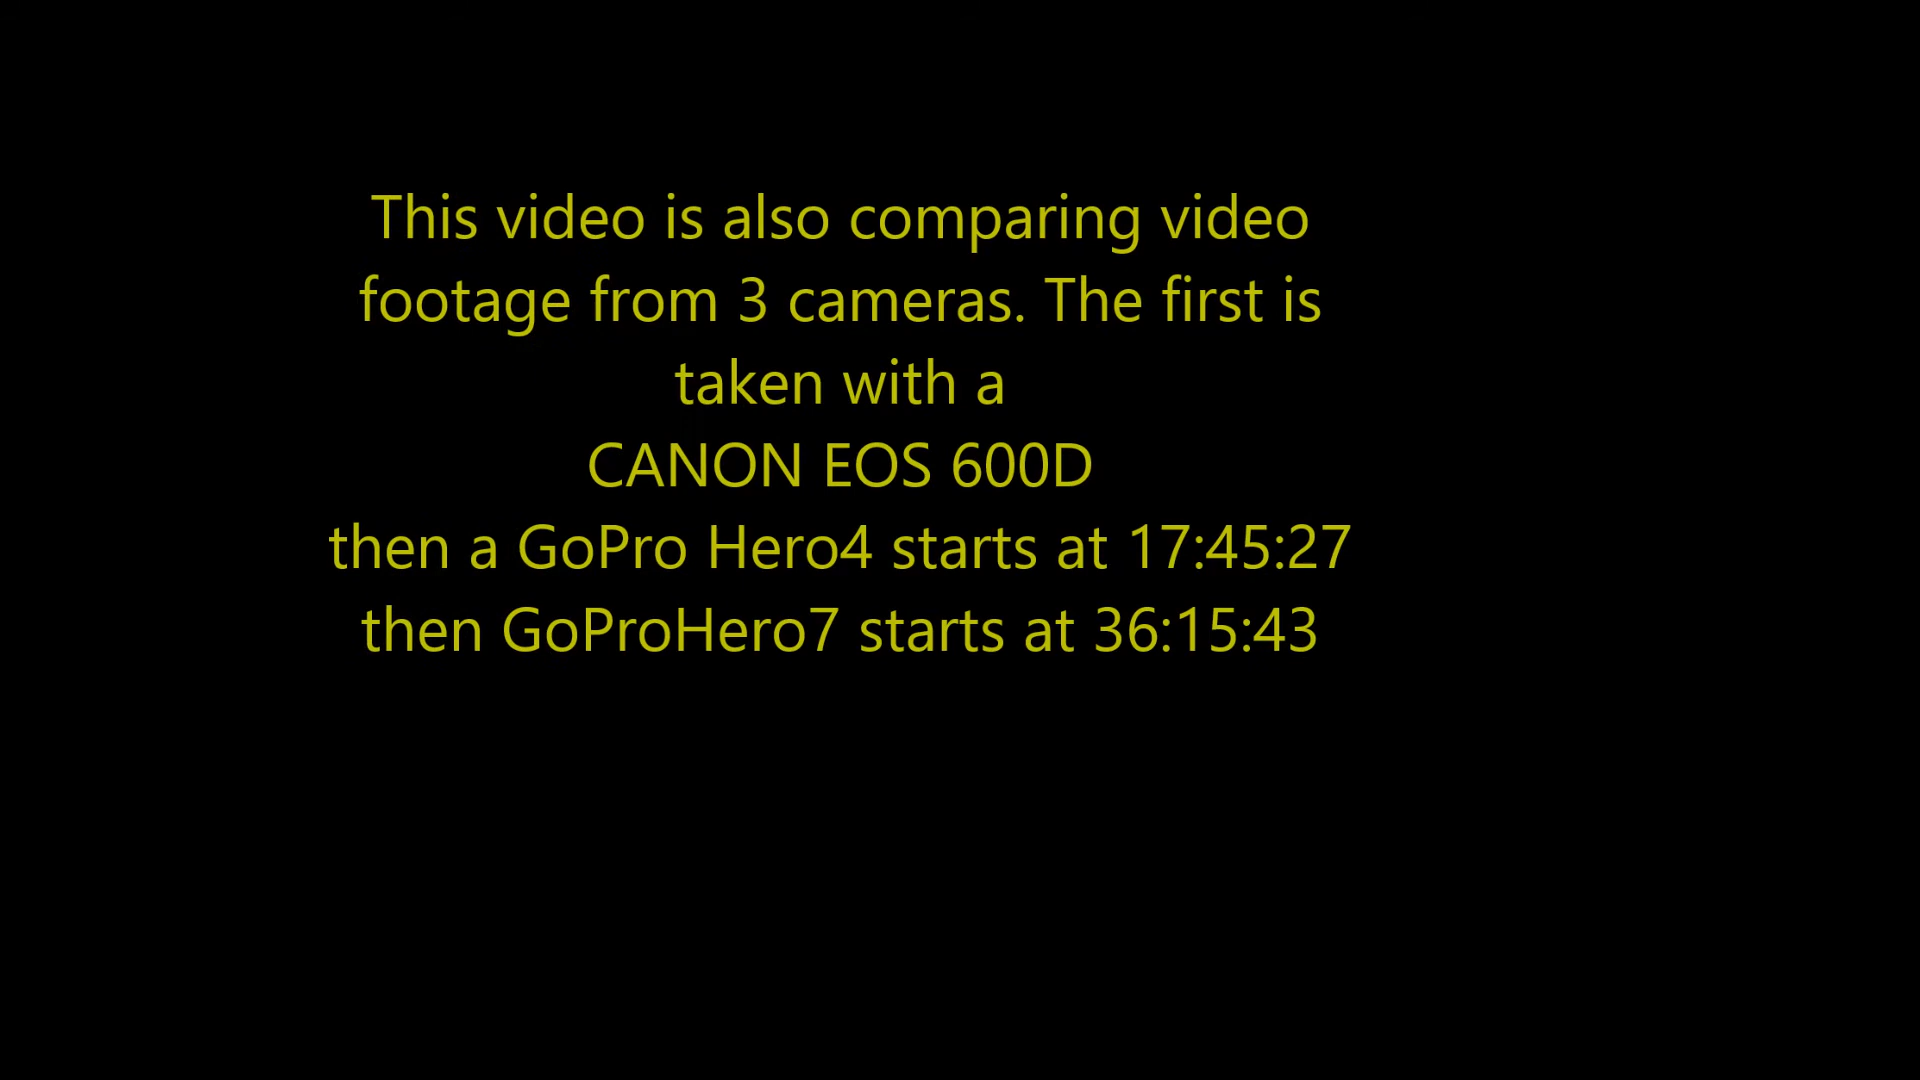 This video is also comparing video
footage from 3 cameras. The first is
taken with a
CANON EOS 600D
then a GoPro Hero4 starts at 17:45:27
then GoProHero7 starts at 36:15:43